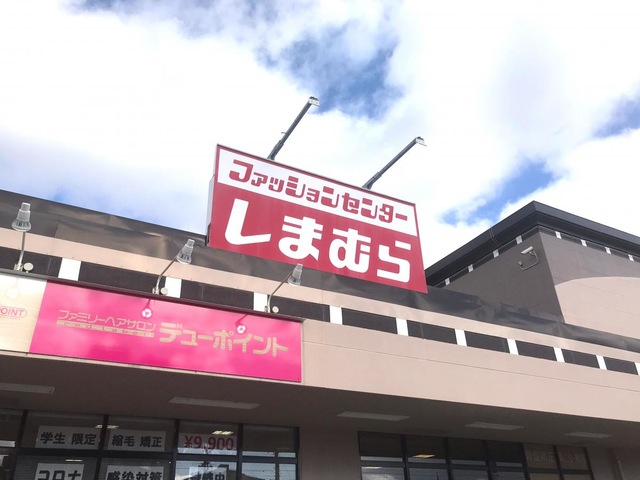 ファッションセンター
しまむら
POINT
ファミリーヘアサロン
デューポイント
学生 限定
縮毛 矯正
¥9,900
コロナ
感染対策